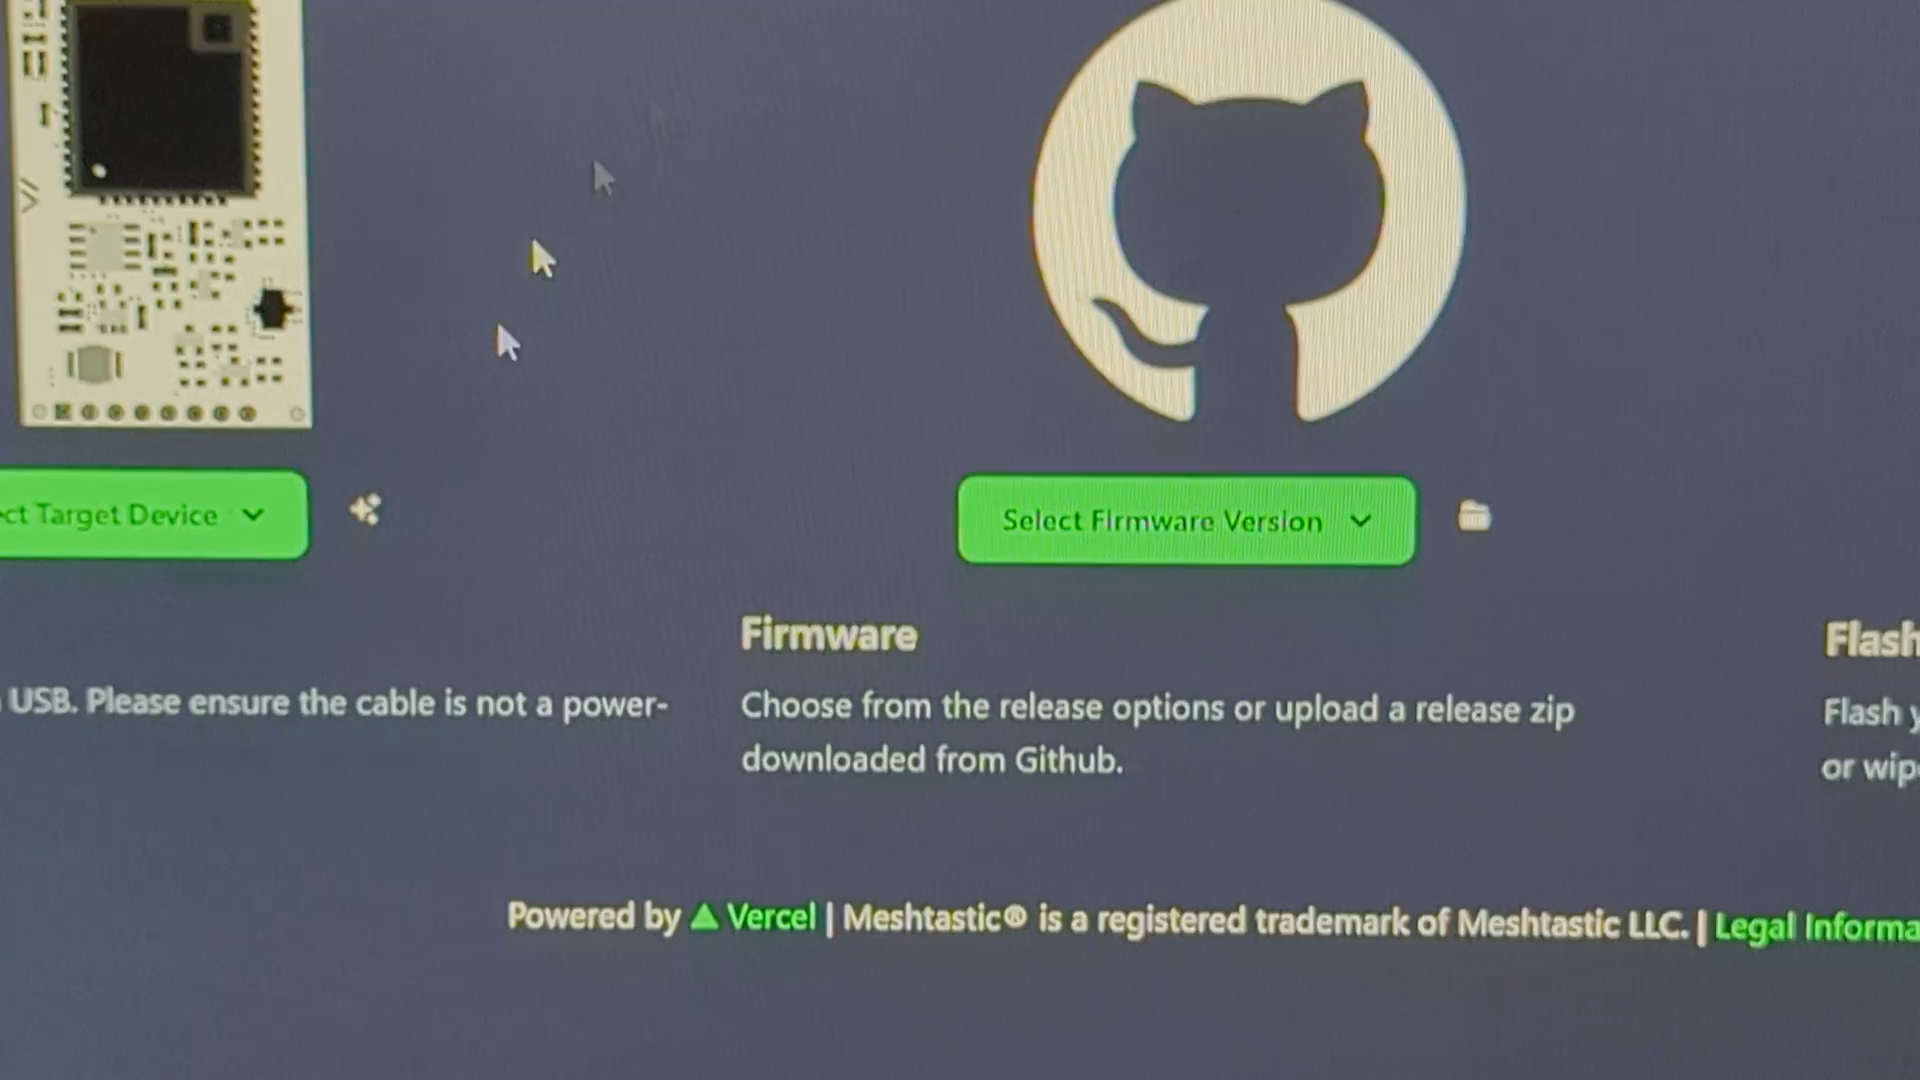 ct Target Device
Select Firmware Version
Firmware
USB. Please ensure the cable is not a power-
Choose from the release options or upload a release zip
downloaded from Github.
Flash
Flash y
or wip
Powered by ▲ Vercel | Meshtastic® is a registered trademark of Meshtastic LLC. | Legal Informa